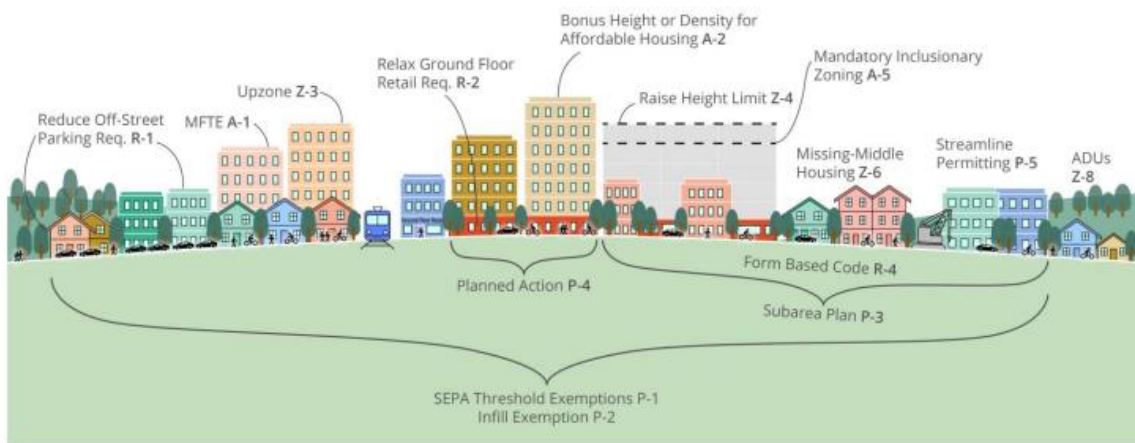 Bonus Height or Density for
Affordable Housing A-2
Mandatory Inclusionary
Zoning A-5
Relax Ground Floor
Retail Req. R-2
Raise Height Limit Z-4
Upzone Z-3
Reduce Off-Street
Parking Req. R-1
MFTE A-1
Missing-Middle
Housing Z-6
Streamline
Permitting P-5
ADUs
Z-8
Planned Action P-4
Form Based Code R-4
Subarea Plan P-3
SEPA Threshold Exemptions P-1
Infill Exemption P-2